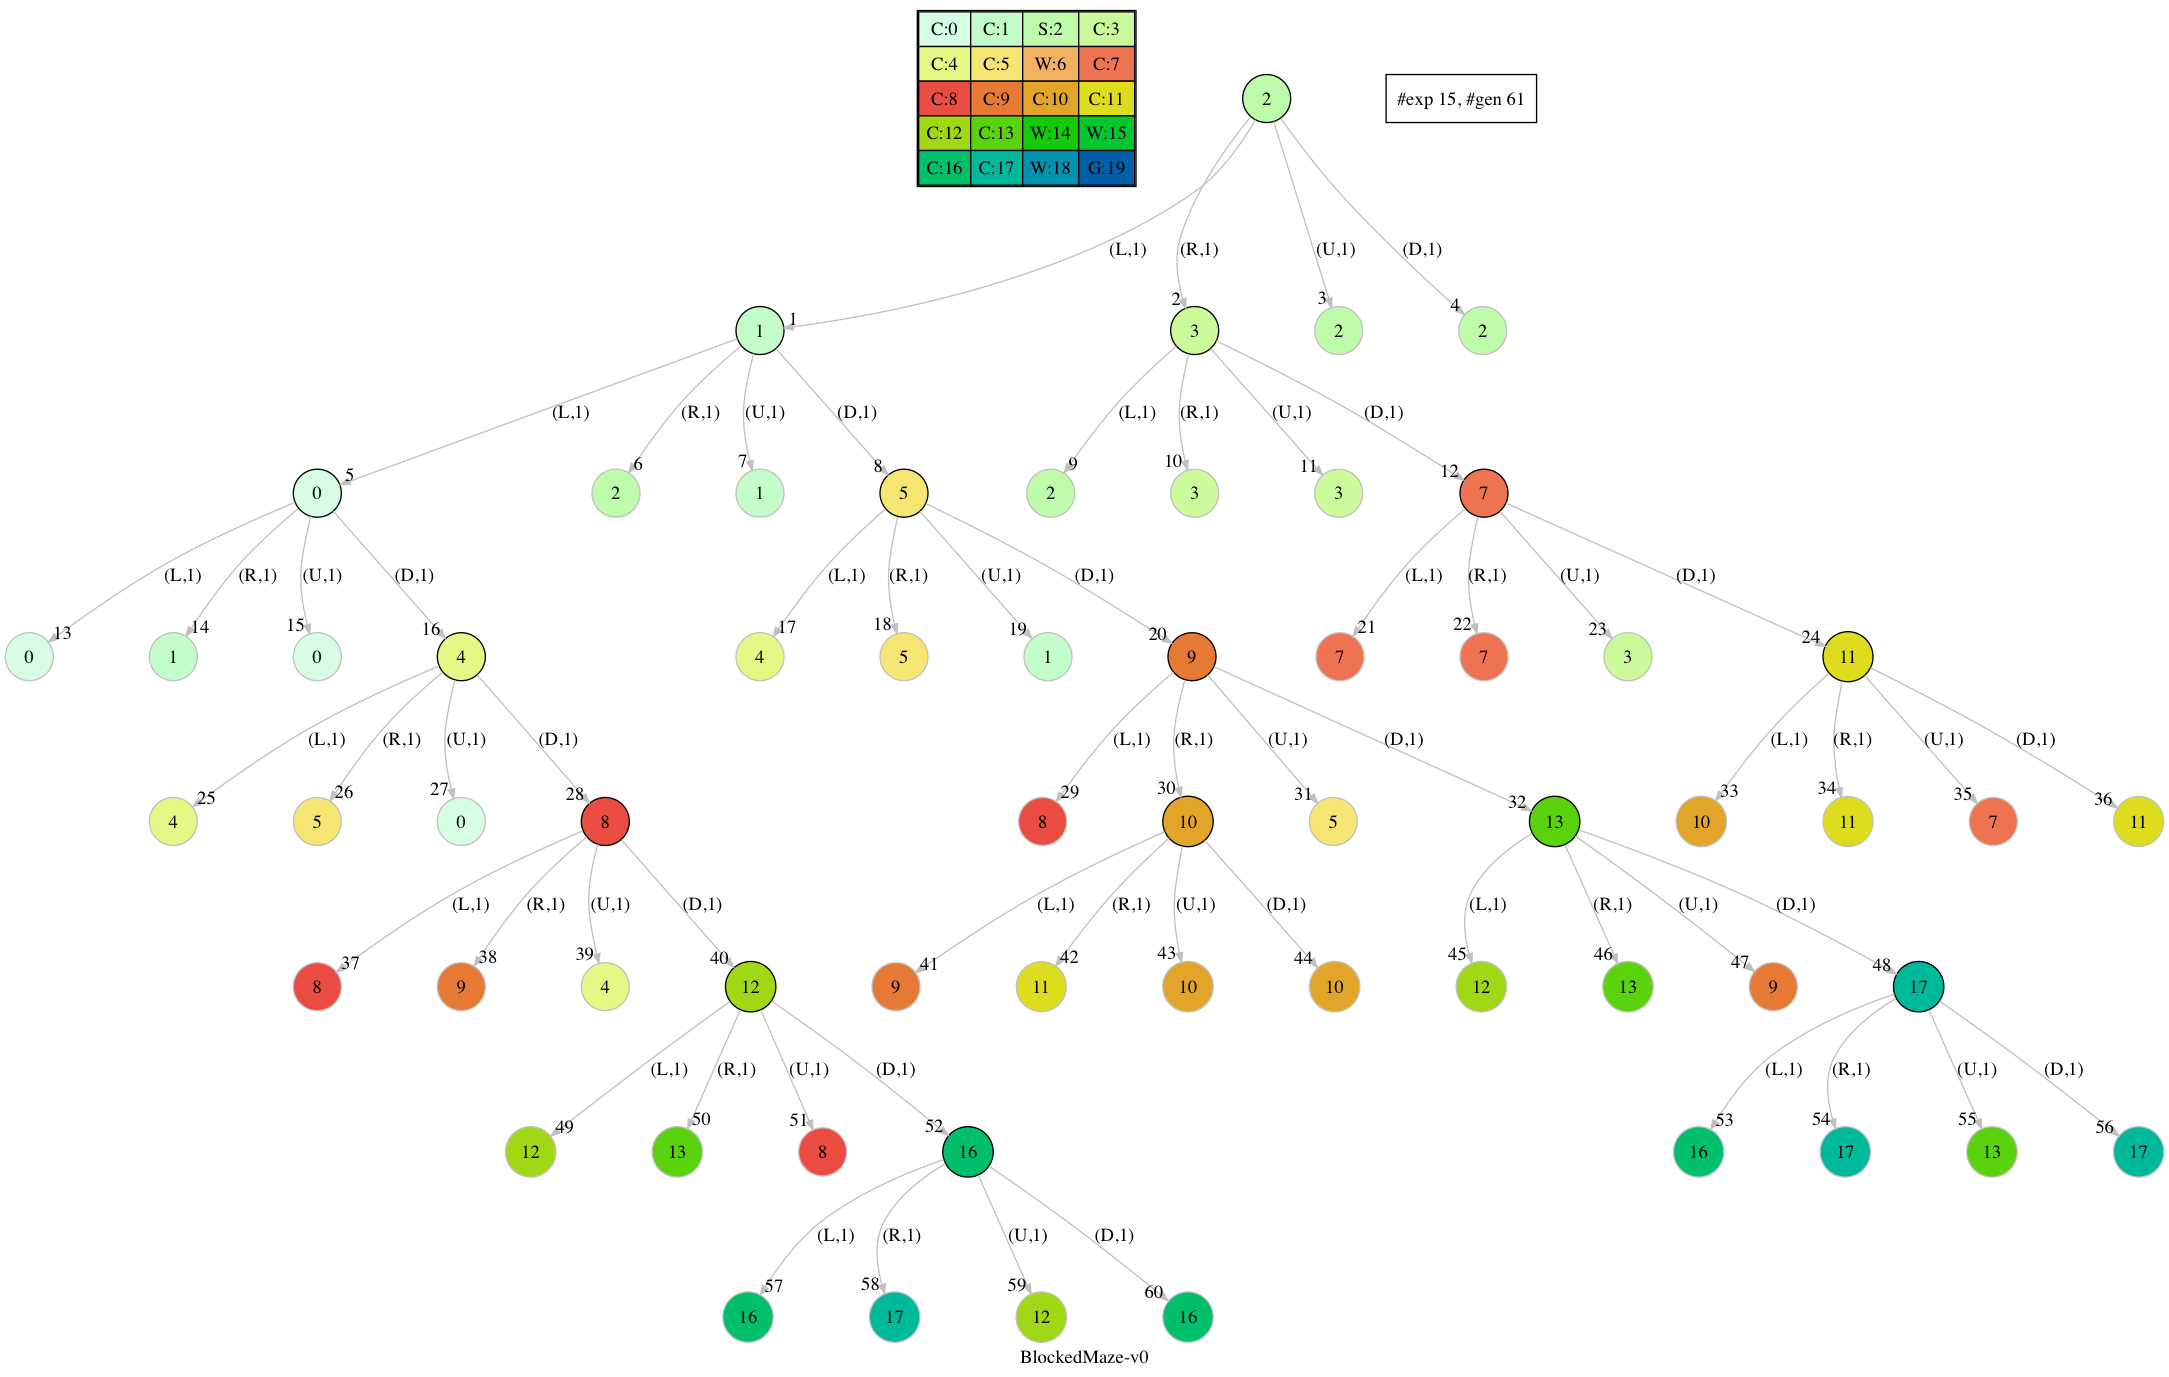 C:0 C:1 S:2 C:3
C:4 C:5 W:6 C:7
C:8 C:9 C:10 C:11
C:12 C:13 W:14 W:15
C:16 C:17 W:18 G:19
2
#exp 15, #gen 61
(L,1) (R,1) (U,1) (D,1)
1 2 3 4
1 3 2 2
(L,1) (R,1) (U,1) (D,1) (L,1) (R,1) (U,1) (D,1)
5 6 7 8 9 10 11 12
0 2 1 5 2 3 3 7
(L,1) (R,1) (U,1) (D,1) (L,1) (R,1) (U,1) (D,1) (L,1) (R,1) (U,1) (D,1)
13 14 15 16 17 18 19 20 21 22 23 24
0 1 0 4 4 5 1 9 7 7 3 11
(L,1) (R,1) (U,1) (D,1) (L,1) (R,1) (U,1) (D,1) (L,1) (R,1) (U,1) (D,1)
25 26 27 28 29 30 31 32 33 34 35 36
4 5 0 8 8 10 5 13 10 11 7 11
(L,1) (R,1) (U,1) (D,1) (L,1) (R,1) (U,1) (D,1) (L,1) (R,1) (U,1) (D,1)
37 38 39 40 41 42 43 44 45 46 47 48
8 9 4 12 9 11 10 10 12 13 9 17
(L,1) (R,1) (U,1) (D,1) (L,1) (R,1) (U,1) (D,1)
49 50 51 52 53 54 55 56
12 13 8 16 16 17 13 17
(L,1) (R,1) (U,1) (D,1)
57 58 59 60
16 17 12 16
BlockedMaze-v0